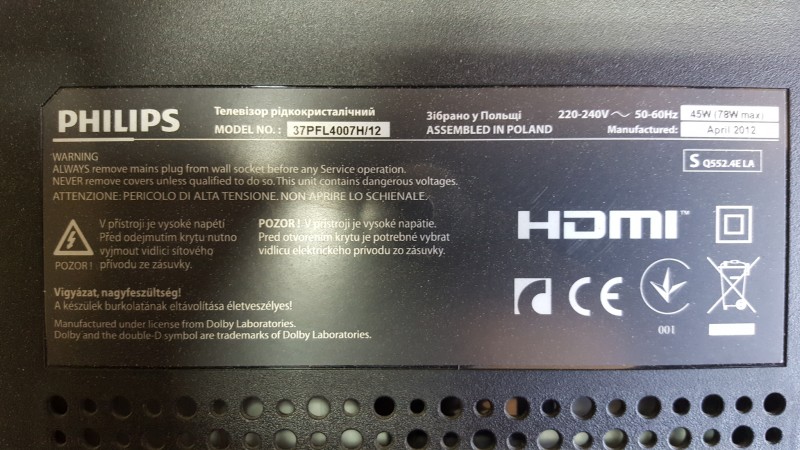 PHILIPS
Телевізор рідкокристалічний
MODEL NO.: 37PFL4007H/12
Зібрано у Польщі
ASSEMBLED IN POLAND
220-240V ~ 50-60Hz 45W (78W max)
Manufactured: April 2012
S Q552.4E LA
WARNING
ALWAYS remove mains plug from wall socket before any Service operation.
NEVER remove covers unless qualified to do so. This unit contains dangerous voltages.
ATTENZIONE: PERICOLO DI ALTA TENSIONE. NON APRIRE LO SCHIENALE.
POZOR !
V přístroji je vysoké napětí
Před odejmutím krytu nutno
vyjmout vidlici síťového
přívodu ze zásuvky.
POZOR ! V prístroji je vysoké napätie.
Pred otvorením krytu je potrebné vybrat
vidlicu elektrického prívodu zo zásuvky.
HDMI™
CE
001
Vigyázat, nagyfeszültség!
A készülek burkolatának eltávolítása életveszélyes!
Manufactured under license from Dolby Laboratories.
Dolby and the double-D symbol are trademarks of Dolby Laboratories.